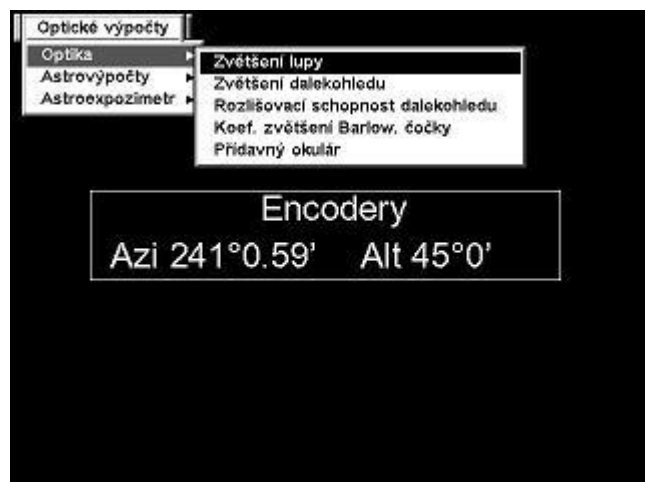 Optické výpočty
Optika
Astrovýpočty
Astroexpozimetr
Zvětšení lupy
Zvětšení dalekohledu
Rozlišovací schopnost dalekohledu
Koef. zvětšení Barlow. čočky
Přídavný okulár
Encodery
Azi 241°0.59' Alt 45°0'